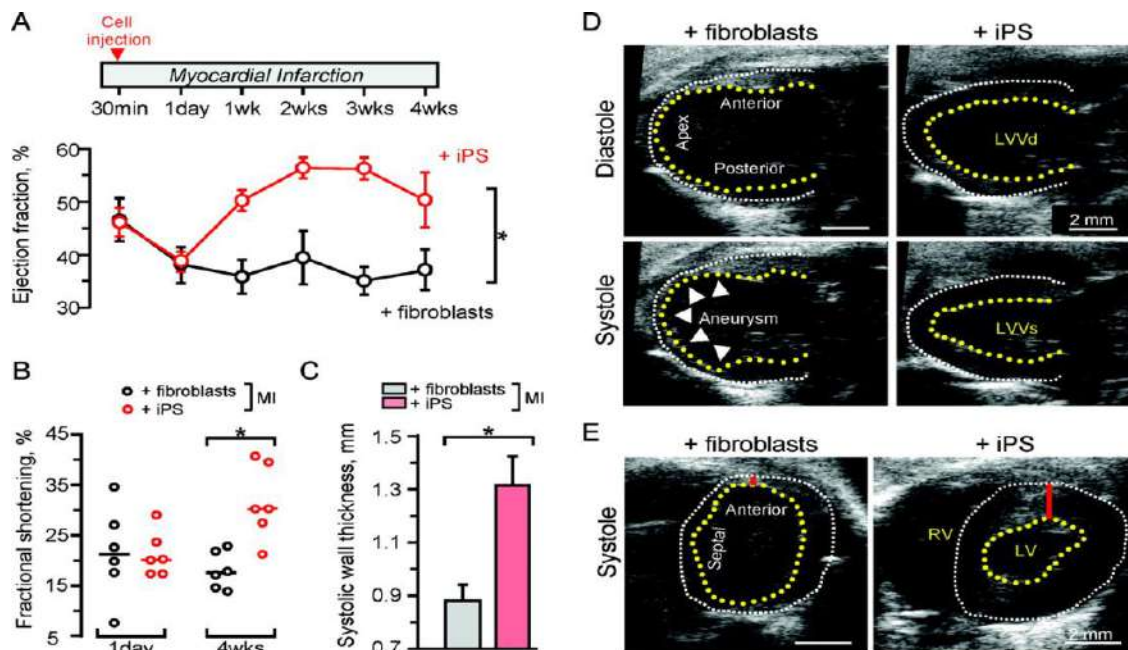 A
Cell
injection
Myocardial Infarction
30min 1day 1wk 2wks 3wks 4wks
Ejection fraction, %
60
50
40
30
+ iPS
*
+ fibroblasts
B
+ fibroblasts
+ iPS
MI
Fractional shortening, %
45
35
25
15
5
*
1day 4wks
C
+ fibroblasts
+ iPS
MI
Systolic wall thickness, mm
1.5
1.3
1.1
0.9
0.7
*
D
+ fibroblasts + iPS
Diastole
Anterior
Apex
Posterior
LVVd
2 mm
Systole
Aneurysm
LVVs
E
+ fibroblasts + iPS
Systole
Anterior
Septal
RV
LV
2 mm